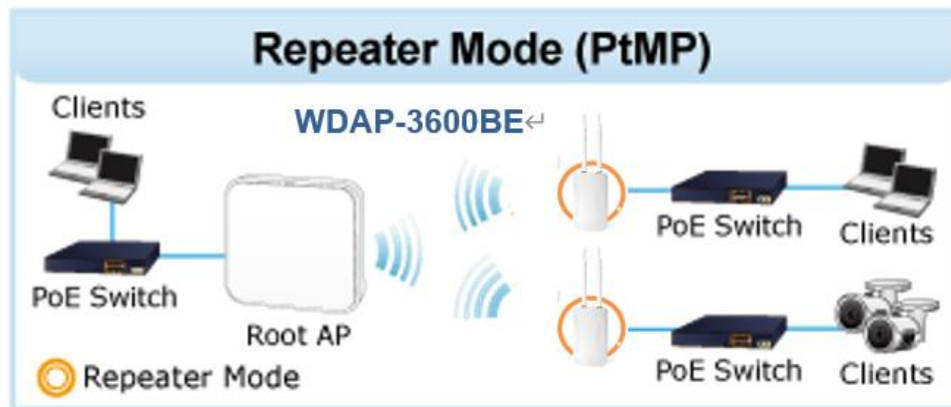 Repeater Mode (PtMP)
Clients
WDAP-3600BE↵
PoE Switch
Root AP
PoE Switch
Clients
PoE Switch
Clients
Repeater Mode